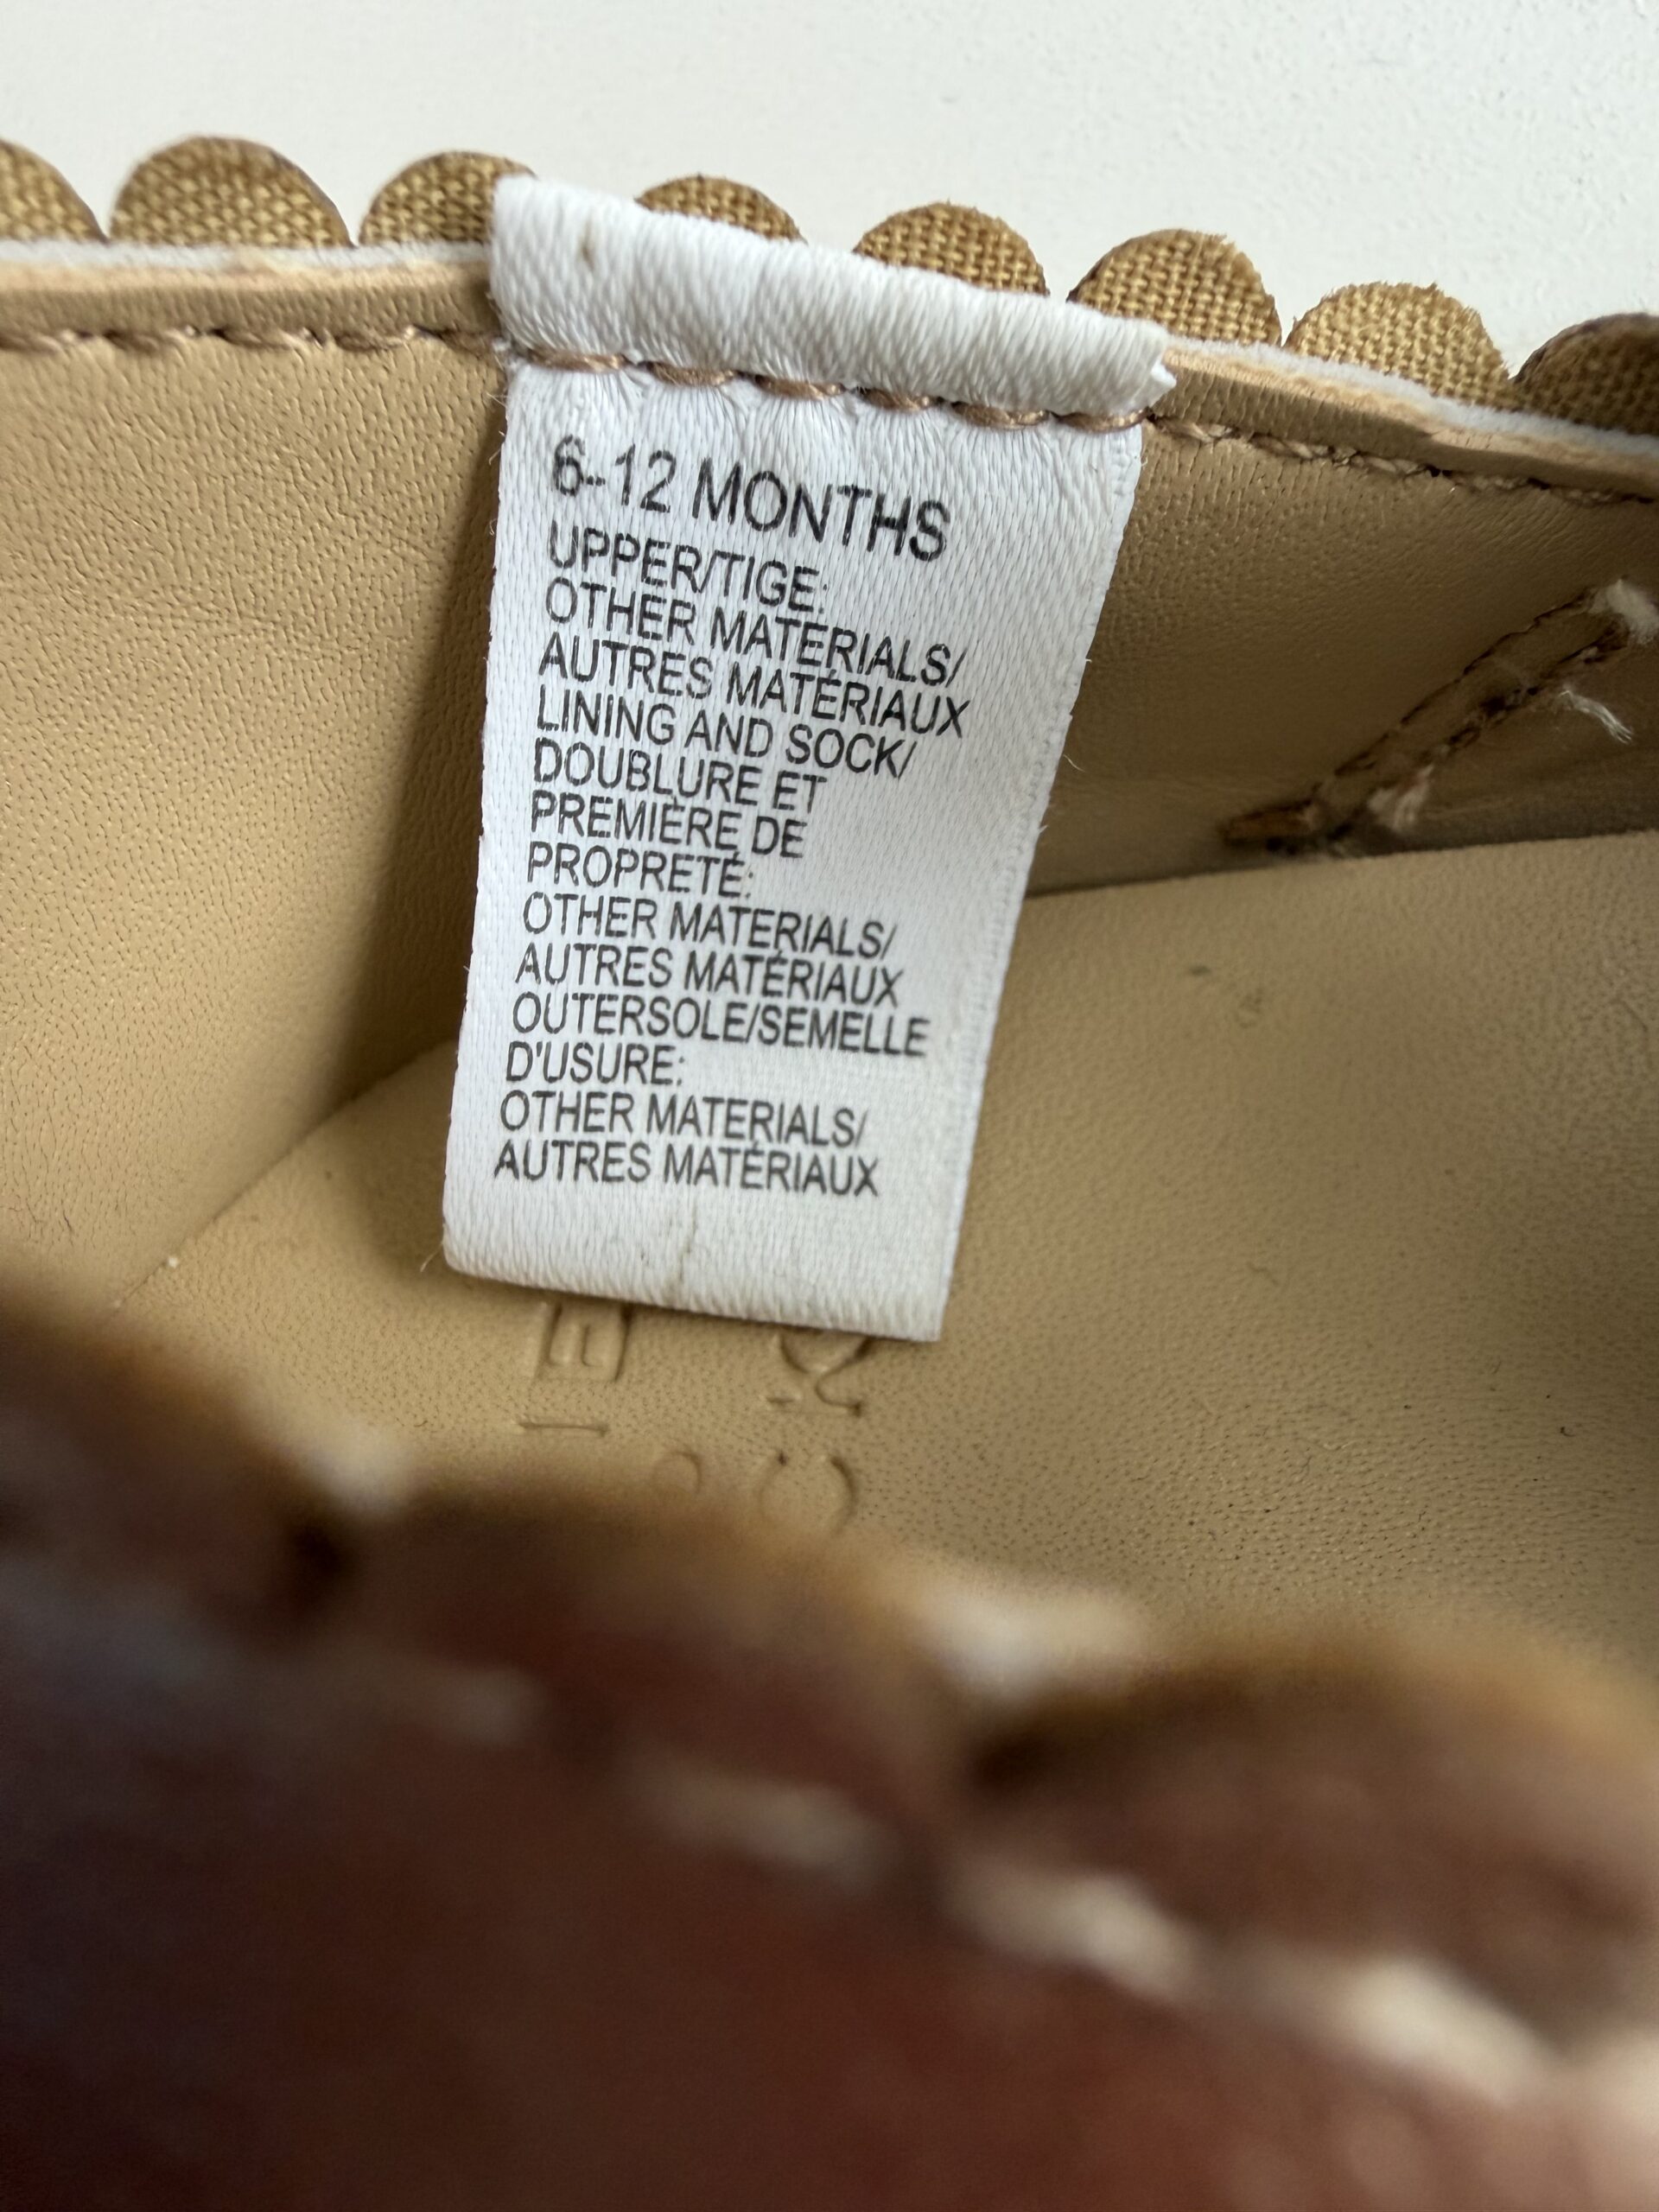 6-12 MONTHS
UPPER/TIGE:
OTHER MATERIALS/
AUTRES MATÉRIAUX
LINING AND SOCK/
DOUBLURE ET
PREMIÈRE DE
PROPRETÉ:
OTHER MATERIALS/
AUTRES MATÉRIAUX
OUTERSOLE/SEMELLE
D'USURE:
OTHER MATERIALS/
AUTRES MATÉRIAUX